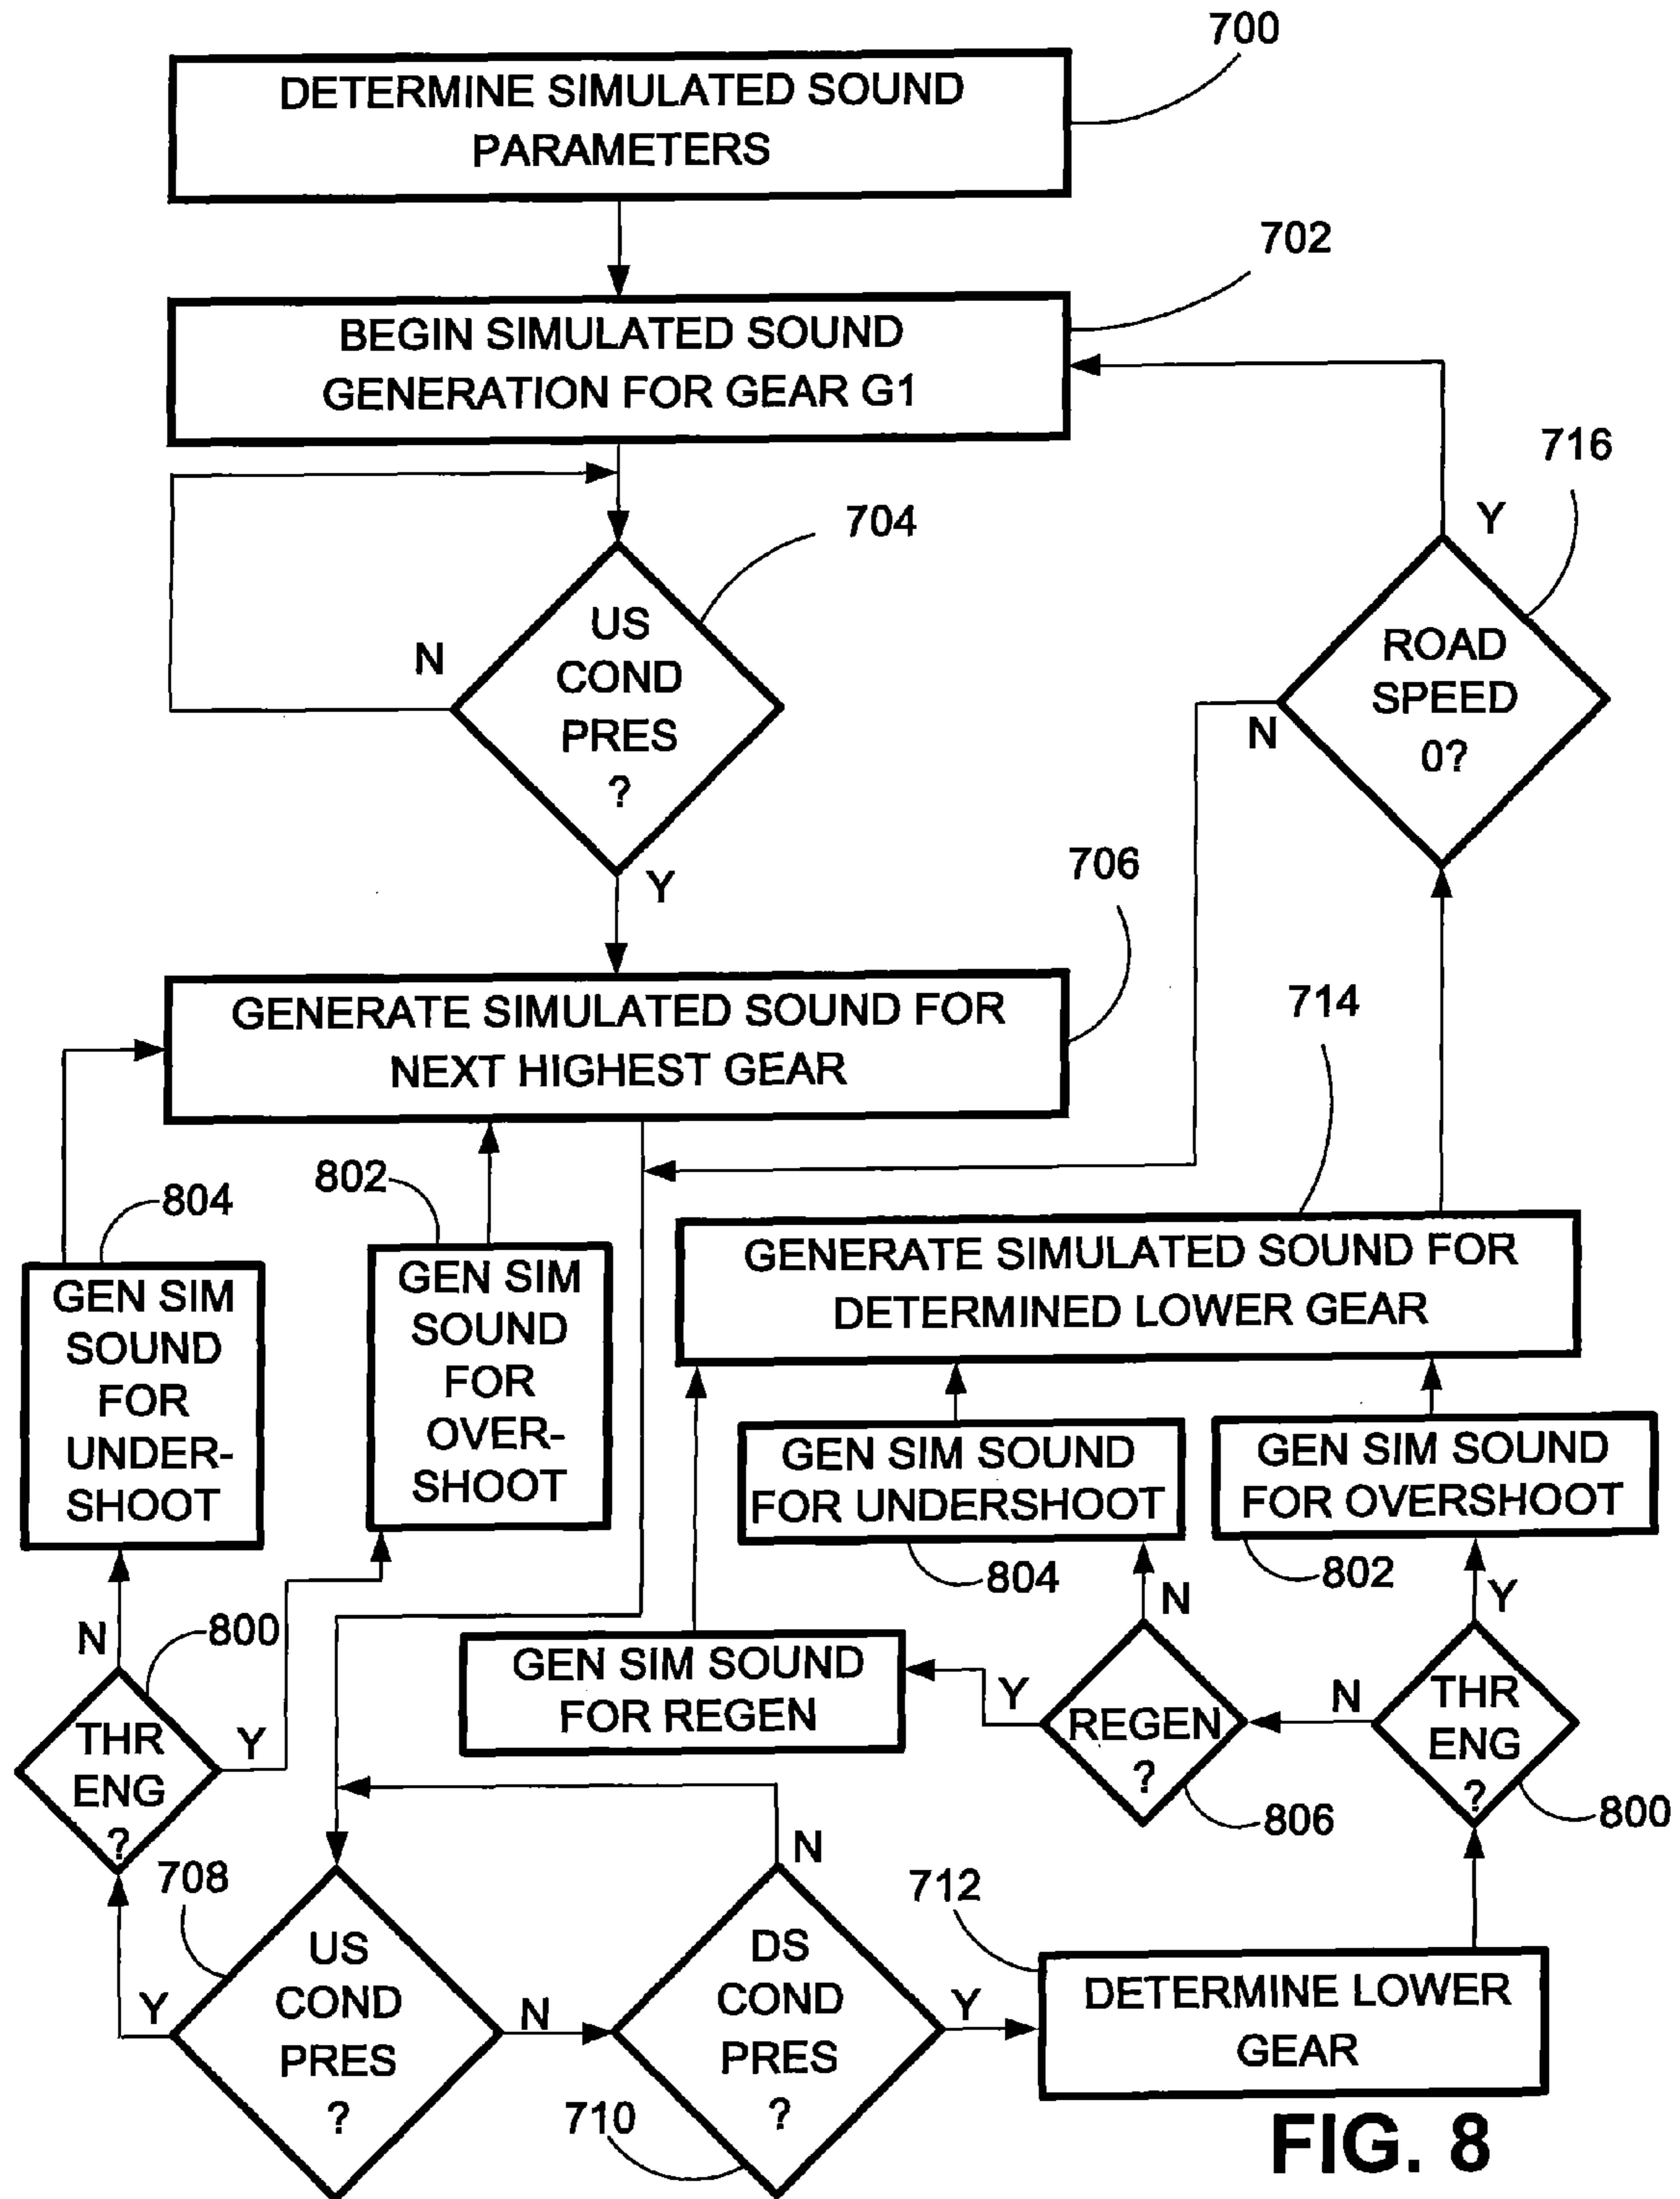 700
DETERMINE SIMULATED SOUND
PARAMETERS
702
BEGIN SIMULATED SOUND
GENERATION FOR GEAR G1
716
Y
704
US
COND
PRES
?
N
ROAD
SPEED
0?
N
Y
706
GENERATE SIMULATED SOUND FOR
NEXT HIGHEST GEAR
714
804
802
GENERATE SIMULATED SOUND FOR
DETERMINED LOWER GEAR
GEN SIM
SOUND
FOR
UNDER-
SHOOT
GEN SIM
SOUND
FOR
OVER-
SHOOT
GEN SIM SOUND
FOR UNDERSHOOT
GEN SIM SOUND
FOR OVERSHOOT
804
802
N
Y
N
800
GEN SIM SOUND
FOR REGEN
Y
REGEN
?
N
THR
ENG
?
THR
ENG
?
Y
806
800
N
708
712
US
COND
PRES
?
Y
N
DS
COND
PRES
?
Y
DETERMINE LOWER
GEAR
710
FIG. 8